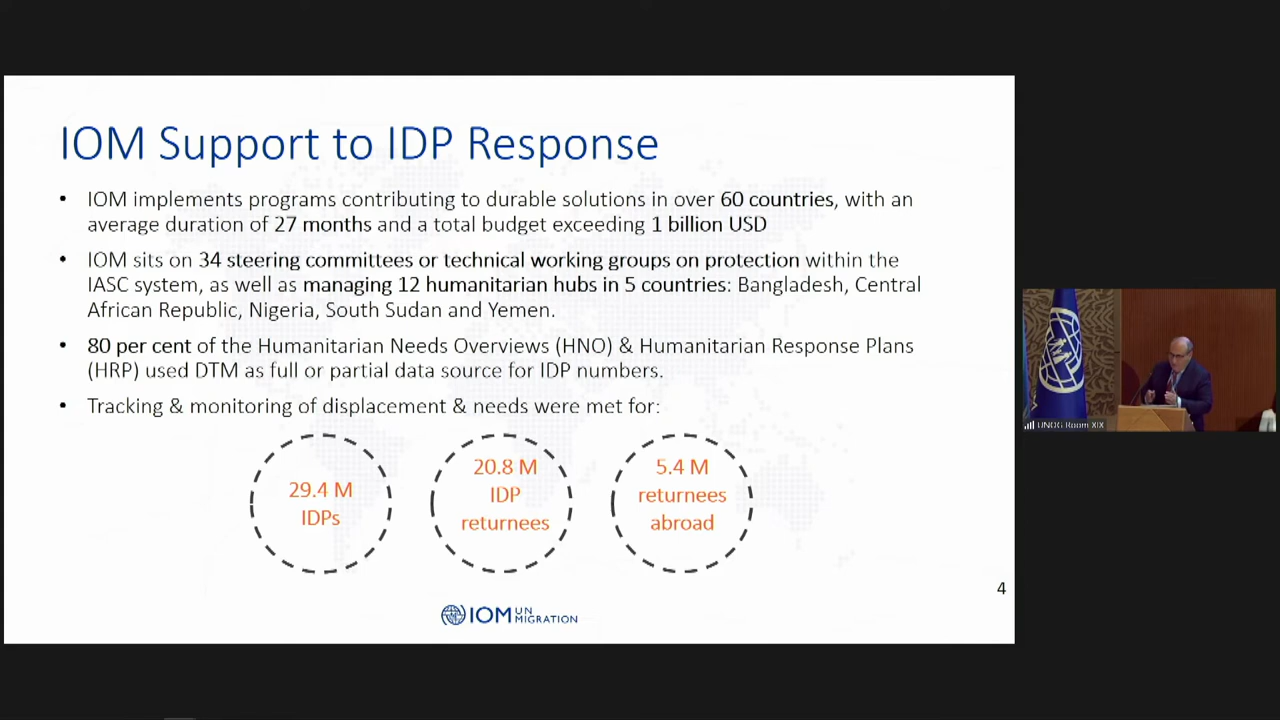 IOM Support to IDP Response
• IOM implements programs contributing to durable solutions in over 60 countries, with an
average duration of 27 months and a total budget exceeding 1 billion USD
• IOM sits on 34 steering committees or technical working groups on protection within the
IASC system, as well as managing 12 humanitarian hubs in 5 countries: Bangladesh, Central
African Republic, Nigeria, South Sudan and Yemen.
• 80 per cent of the Humanitarian Needs Overviews (HNO) & Humanitarian Response Plans
(HRP) used DTM as full or partial data source for IDP numbers.
• Tracking & monitoring of displacement & needs were met for:
29.4 M
IDPs
20.8 M
IDP
returnees
5.4 M
returnees
abroad
4
IOM UN
MIGRATION
UNOG Room XIX